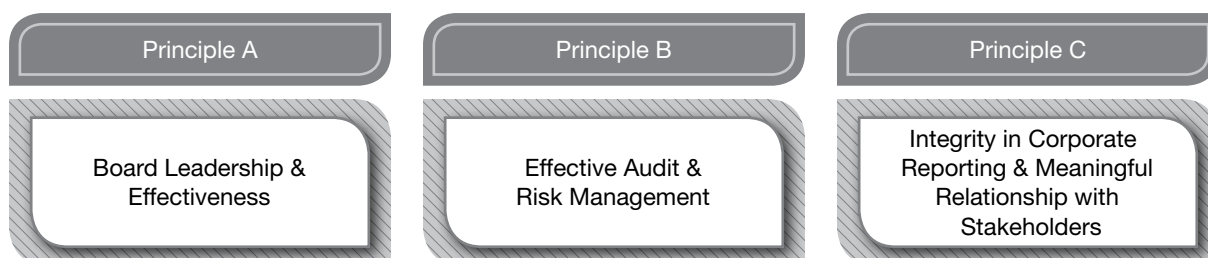 Principle A
Board Leadership &
Effectiveness
Principle B
Effective Audit &
Risk Management
Principle C
Integrity in Corporate
Reporting & Meaningful
Relationship with
Stakeholders